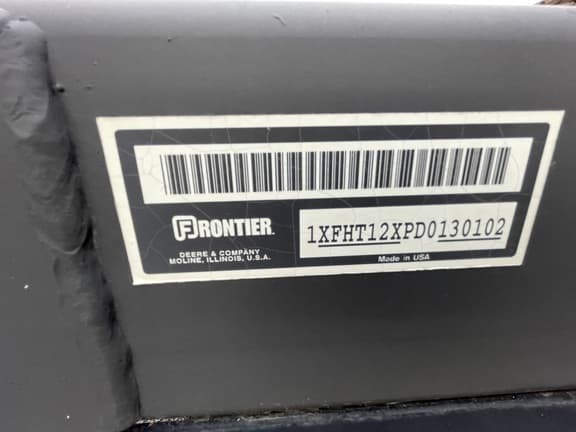 FRONTIER
DEERE & COMPANY
MOLINE, ILLINOIS, U.S.A.
1XFHT12XPD0130102
Made in USA